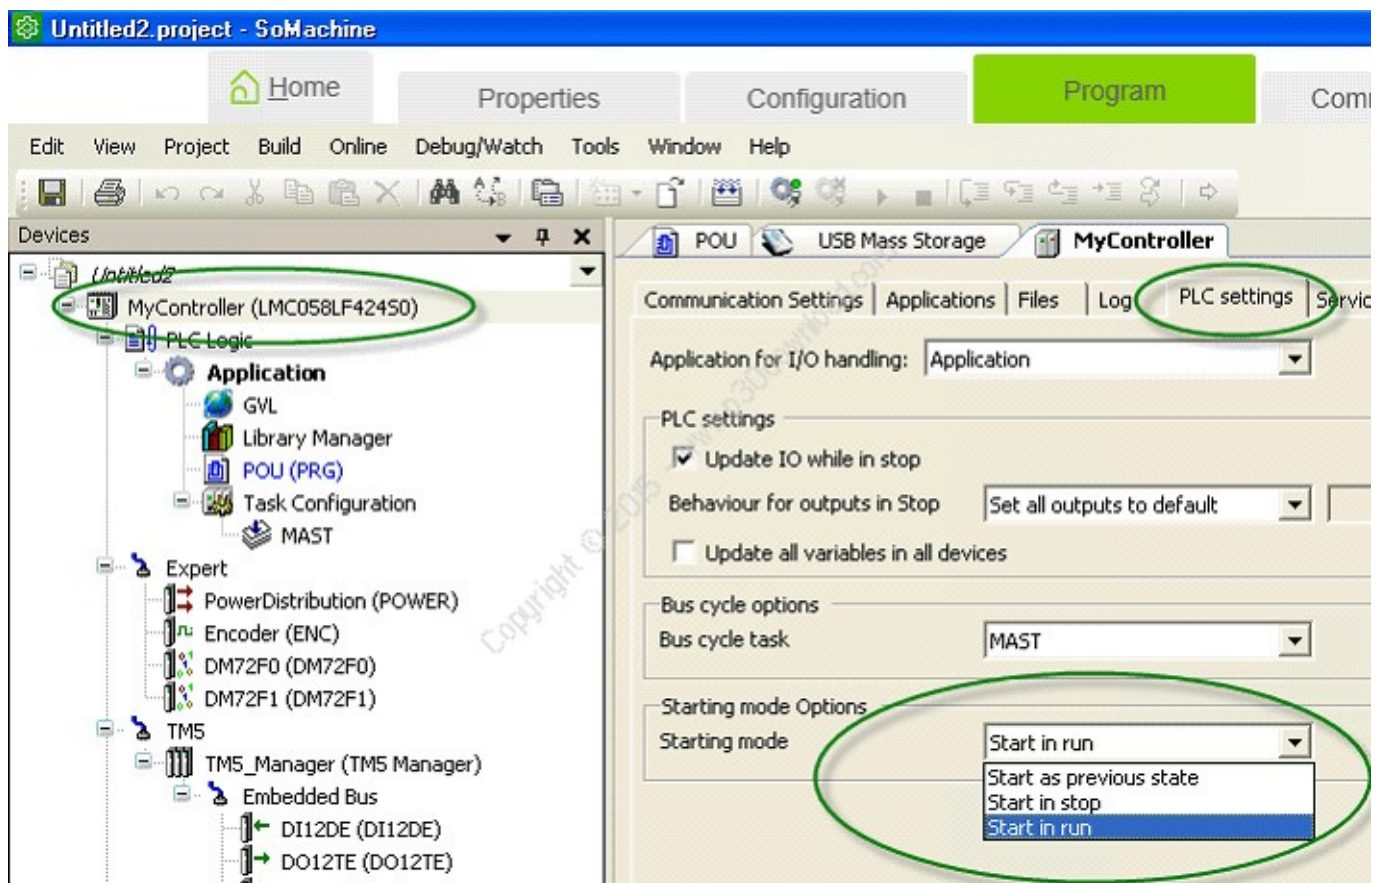 Untitled2.project - SoMachine
Home Properties Configuration Program
Edit View Project Build Online Debug/Watch Tools Window Help
Devices
Untitled2
MyController (LMC058LF424S0)
PLC Logic
Application
GVL
Library Manager
POU (PRG)
Task Configuration
MAST
Expert
PowerDistribution (POWER)
Encoder (ENC)
DM72F0 (DM72F0)
DM72F1 (DM72F1)
TM5
TM5_Manager (TM5 Manager)
Embedded Bus
DI12DE (DI12DE)
DO12TE (DO12TE)
POU USB Mass Storage MyController
Communication Settings Applications Files Log PLC settings Servic
Application for I/O handling: Application
PLC settings
Update IO while in stop
Behaviour for outputs in Stop Set all outputs to default
Update all variables in all devices
Bus cycle options
Bus cycle task MAST
Starting mode Options
Starting mode Start in run
Start as previous state
Start in stop
Start in run
Copyright © 2015